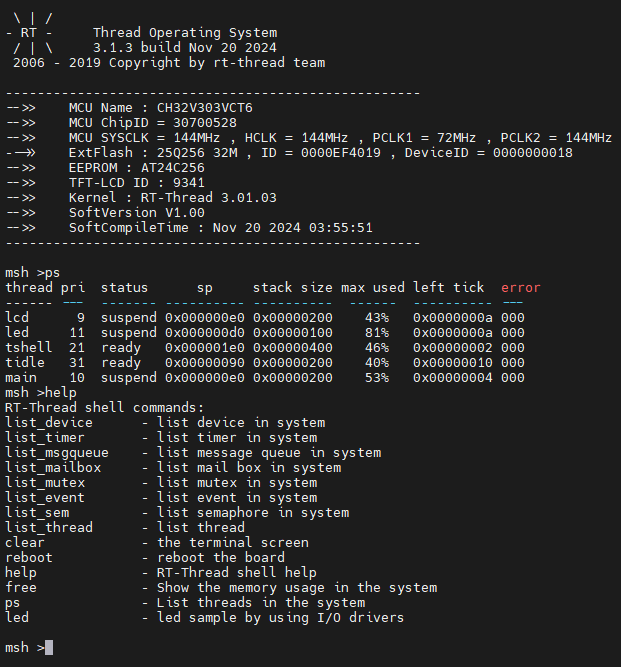 \ | /
- RT -     Thread Operating System
 / | \     3.1.3 build Nov 20 2024
 2006 - 2019 Copyright by rt-thread team

----------------------------------------------------
-->>    MCU Name : CH32V303VCT6
-->>    MCU ChipID = 30700528
-->>    MCU SYSCLK = 144MHz , HCLK = 144MHz , PCLK1 = 72MHz , PCLK2 = 144MHz
-->>    ExtFlash : 25Q256 32M , ID = 0000EF4019 , DeviceID = 0000000018
-->>    EEPROM : AT24C256
-->>    TFT-LCD ID : 9341
-->>    Kernel : RT-Thread 3.01.03
-->>    SoftVersion V1.00
-->>    SoftCompileTime : Nov 20 2024 03:55:51
----------------------------------------------------

msh >ps
thread pri  status      sp     stack size max used left tick  error
------ ---  ------- ---------- ----------  ------  ---------- ---
lcd      9  suspend 0x000000e0 0x00000200    43%   0x0000000a 000
led     11  suspend 0x000000d0 0x00000100    81%   0x0000000a 000
tshell  21  ready   0x000001e0 0x00000400    46%   0x00000002 000
tidle   31  ready   0x00000090 0x00000200    40%   0x00000010 000
main    10  suspend 0x000000e0 0x00000200    53%   0x00000004 000
msh >help
RT-Thread shell commands:
list_device      - list device in system
list_timer       - list timer in system
list_msgqueue    - list message queue in system
list_mailbox     - list mail box in system
list_mutex       - list mutex in system
list_event       - list event in system
list_sem         - list semaphore in system
list_thread      - list thread
clear            - the terminal screen
reboot           - reboot the board
help             - RT-Thread shell help
free             - Show the memory usage in the system
ps               - List threads in the system
led              - led sample by using I/O drivers

msh >